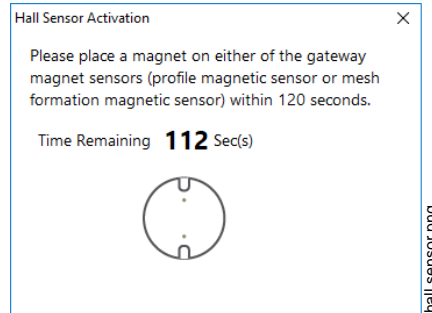 Hall Sensor Activation
Please place a magnet on either of the gateway
magnet sensors (profile magnetic sensor or mesh
formation magnetic sensor) within 120 seconds.
Time Remaining 112 Sec(s)
hall sensor.png